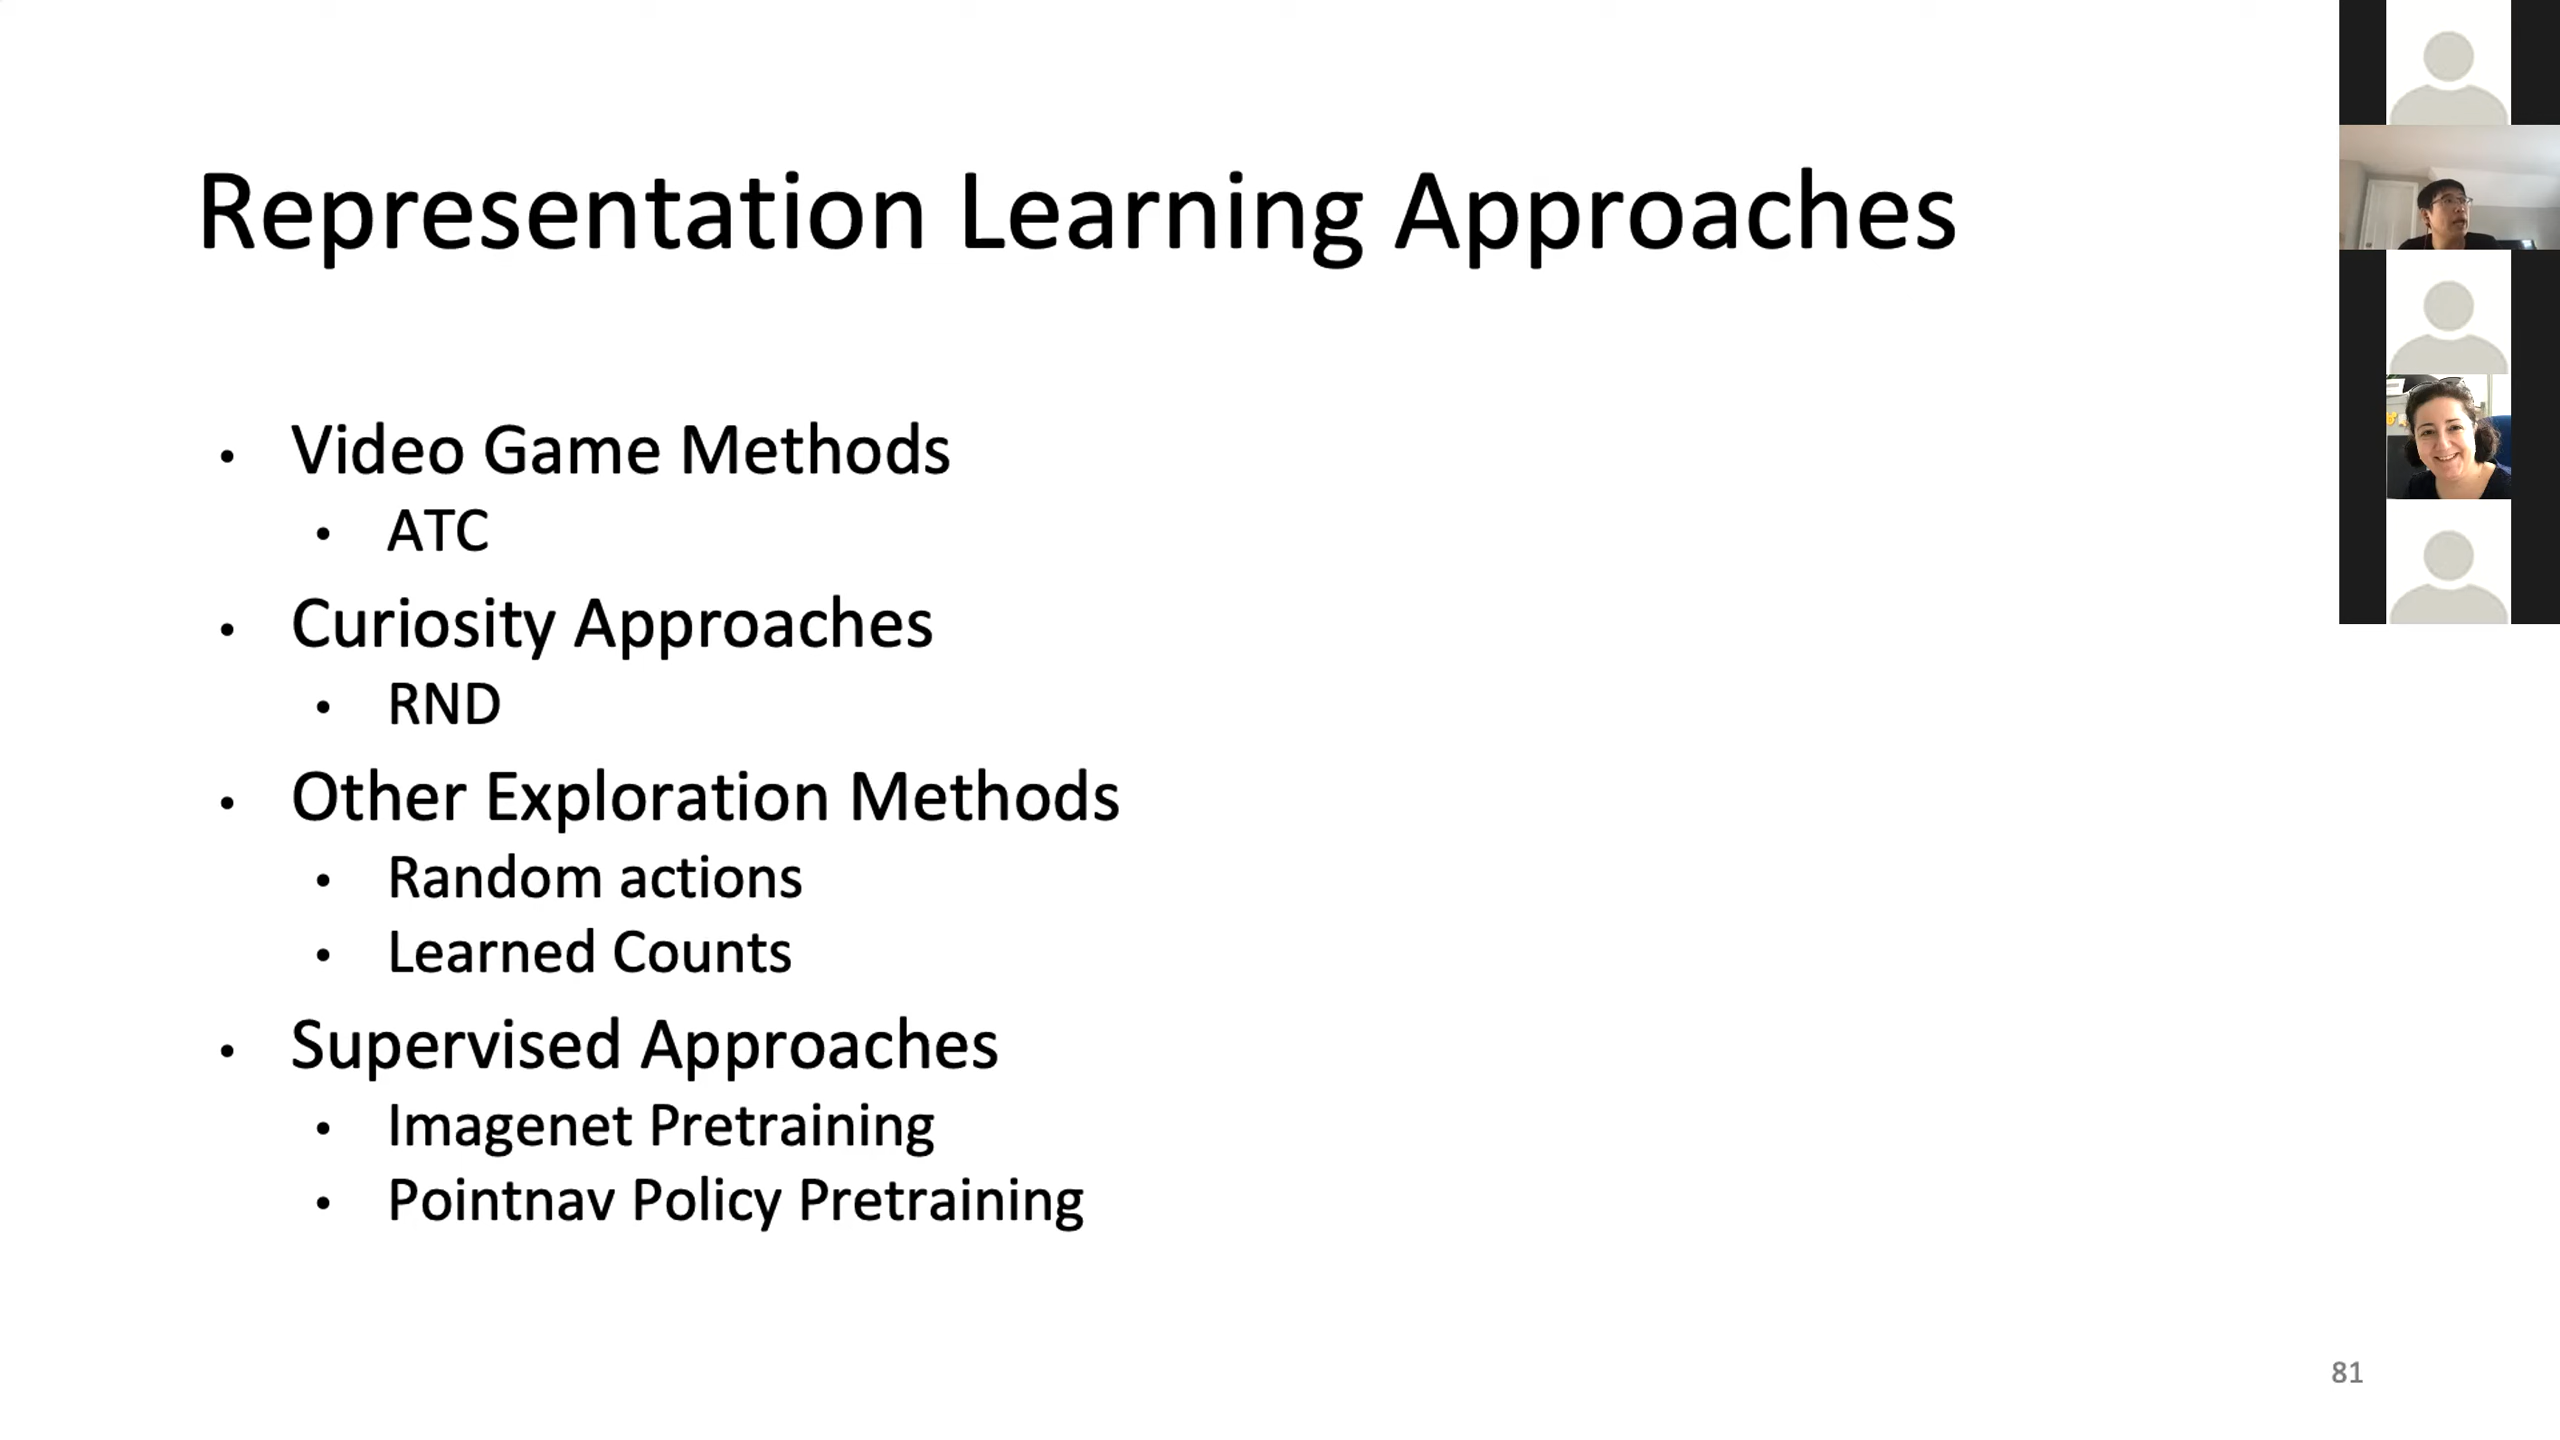 Representation Learning Approaches
• Video Game Methods
• ATC
• Curiosity Approaches
• RND
• Other Exploration Methods
• Random actions
• Learned Counts
• Supervised Approaches
• Imagenet Pretraining
• Pointnav Policy Pretraining
81